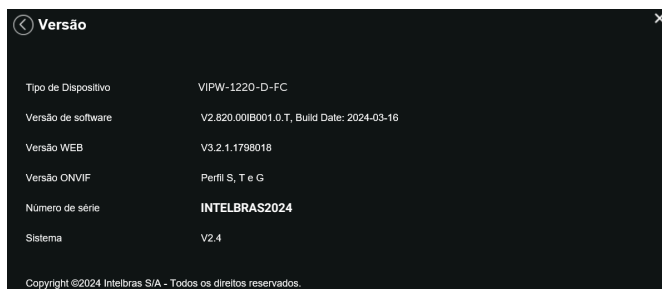 Versão
Tipo de Dispositivo VIPW-1220-D-FC
Versão de software V2.820.00IB001.0.T, Build Date: 2024-03-16
Versão WEB V3.2.1.1798018
Versão ONVIF Perfil S, T e G
Número de série INTELBRAS2024
Sistema V2.4
Copyright ©2024 Intelbras S/A - Todos os direitos reservados.